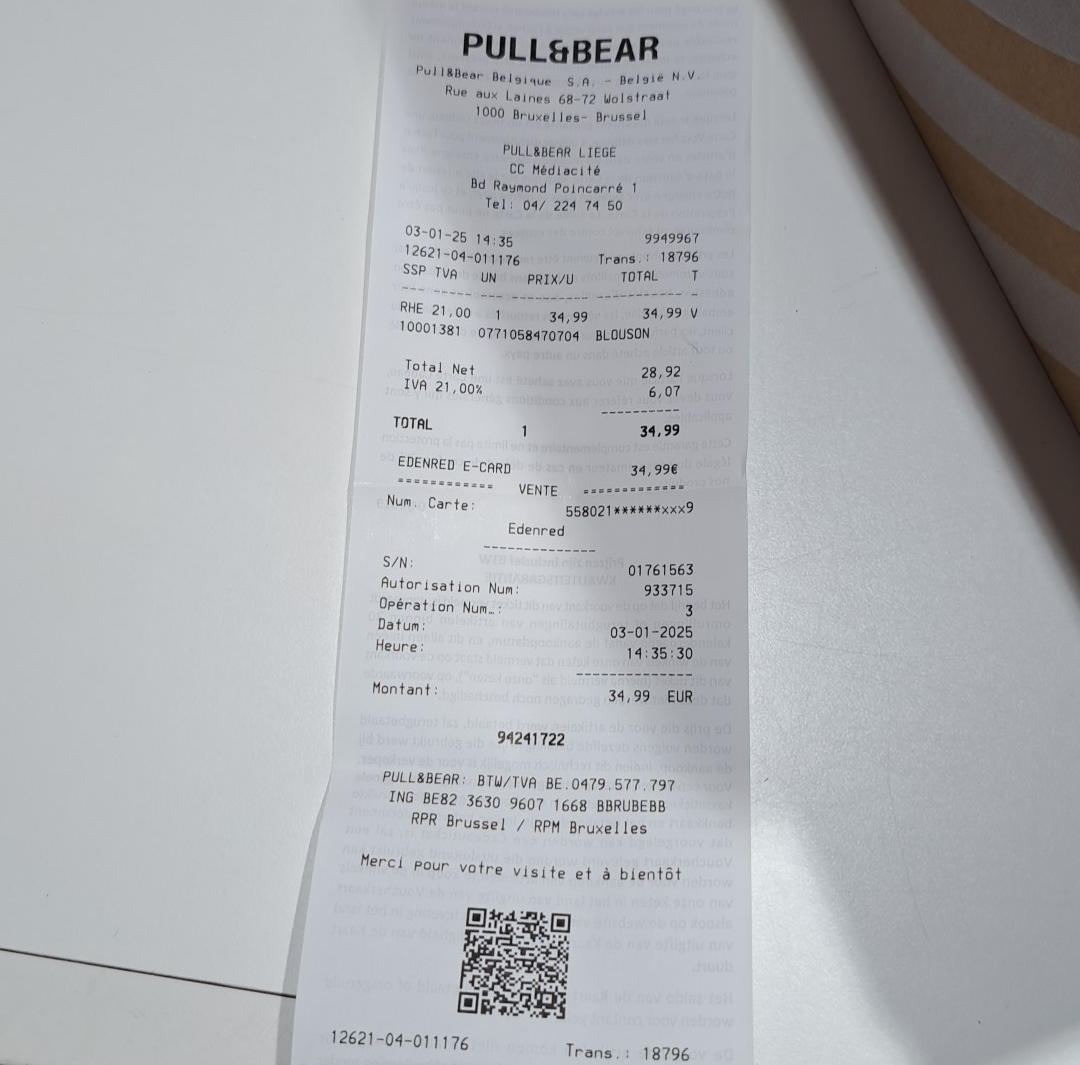 PULL&BEAR
Pull&Bear Belgique S.A. - België N.V.
Rue aux Laines 68-72 Wolstraat
1000 Bruxelles- Brussel
PULL&BEAR LIEGE
CC Médiacité
Bd Raymond Poincarré 1
Tel: 04/ 224 74 50
03-01-25 14:35 9949967
12621-04-011176 Trans.: 18796
SSP TVA UN PRIX/U TOTAL T
RHE 21,00 1 34,99 34,99 V
10001381 0771058470704 BLOUSON
Total Net 28,92
IVA 21,00% 6,07
TOTAL 1 34,99
EDENRED E-CARD 34,99€
============ VENTE =============
Num. Carte: 558021******xxx9
Edenred
--------------
S/N: 01761563
Autorisation Num: 933715
Opération Num…: 3
Datum: 03-01-2025
Heure: 14:35:30
Montant: 34,99 EUR
94241722
PULL&BEAR: BTW/TVA BE.0479.577.797
ING BE82 3630 9607 1668 BBRUBEBB
RPR Brussel / RPM Bruxelles
Merci pour votre visite et à bientôt
12621-04-011176 Trans.: 18796